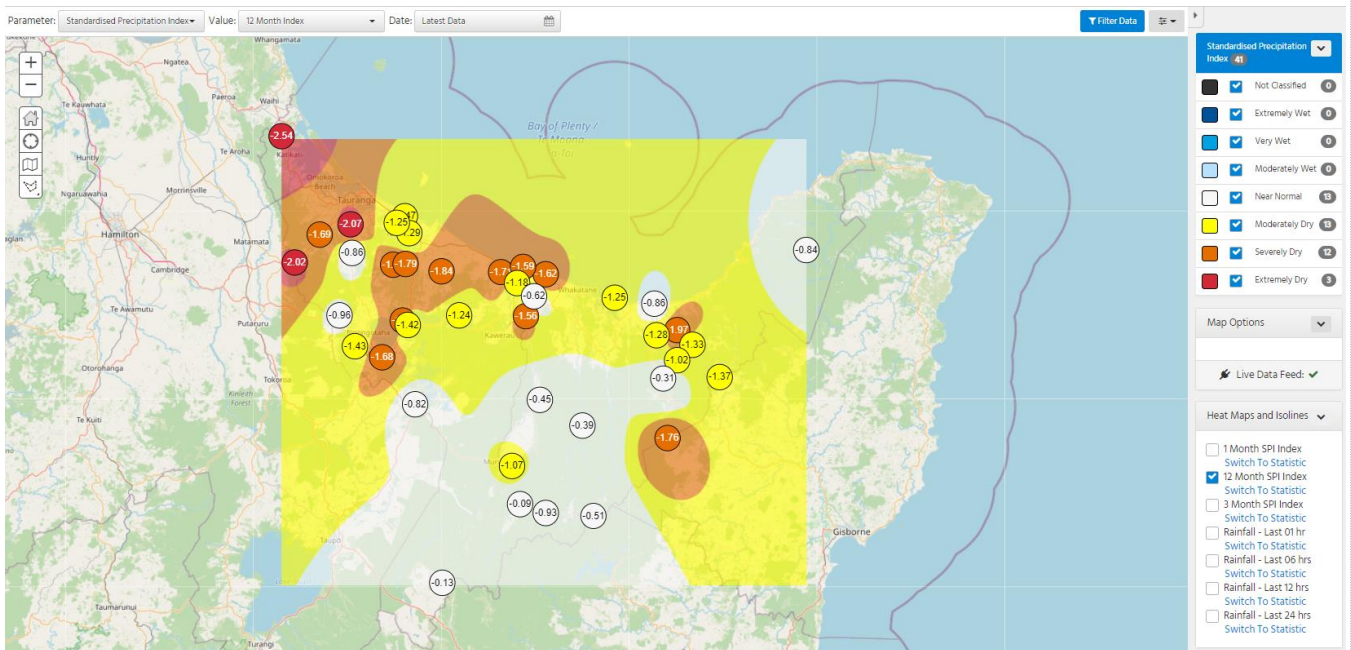 Parameter: Standardised Precipitation Index Value: 12 Month Index Date: Latest Data Filter Data
Whangamata
Ngatea
Te Kauwhata
Paeroa
Waihi
Bay of Plenty /
Te Moana
a Toi
-2.54
Katikati
Te Aroha
Huntly
Omokoroa
Beach
Ngaruawahia
Morrinsville
Tauranga
-1.25
-2.07
-1.69
Hamilton
Matamata
-0.86
-0.84
-2.02
-1.79
-1.84
-1.59
-1.62
Cambridge
-1.18
-0.62
Whakatane
-1.25
-0.86
Te Awamutu
-0.96
-1.24
-1.56
Putaruru
-1.42
Kawerau
-1.28
-1.97
-1.43
-1.33
-1.68
-1.02
Otorohanga
-1.37
-0.31
Tokoroa
Kinleith
Forest
-0.45
-0.82
Te Kuiti
-0.39
-1.76
-1.07
-0.09
-0.93
-0.51
Gisborne
Taupo
-0.13
Taumarunui
Turangi
Standardised Precipitation
Index 41
Not Classified 0
Extremely Wet 0
Very Wet 0
Moderately Wet 0
Near Normal 13
Moderately Dry 13
Severely Dry 12
Extremely Dry 3
Map Options
Live Data Feed:
Heat Maps and Isolines
1 Month SPI Index
Switch To Statistic
12 Month SPI Index
Switch To Statistic
3 Month SPI Index
Switch To Statistic
Rainfall - Last 01 hr
Switch To Statistic
Rainfall - Last 06 hrs
Switch To Statistic
Rainfall - Last 12 hrs
Switch To Statistic
Rainfall - Last 24 hrs
Switch To Statistic